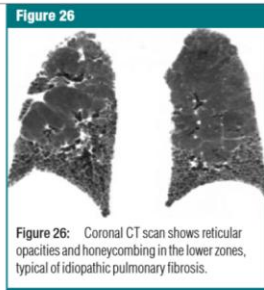 Figure 26
Figure 26: Coronal CT scan shows reticular
opacities and honeycombing in the lower zones,
typical of idiopathic pulmonary fibrosis.